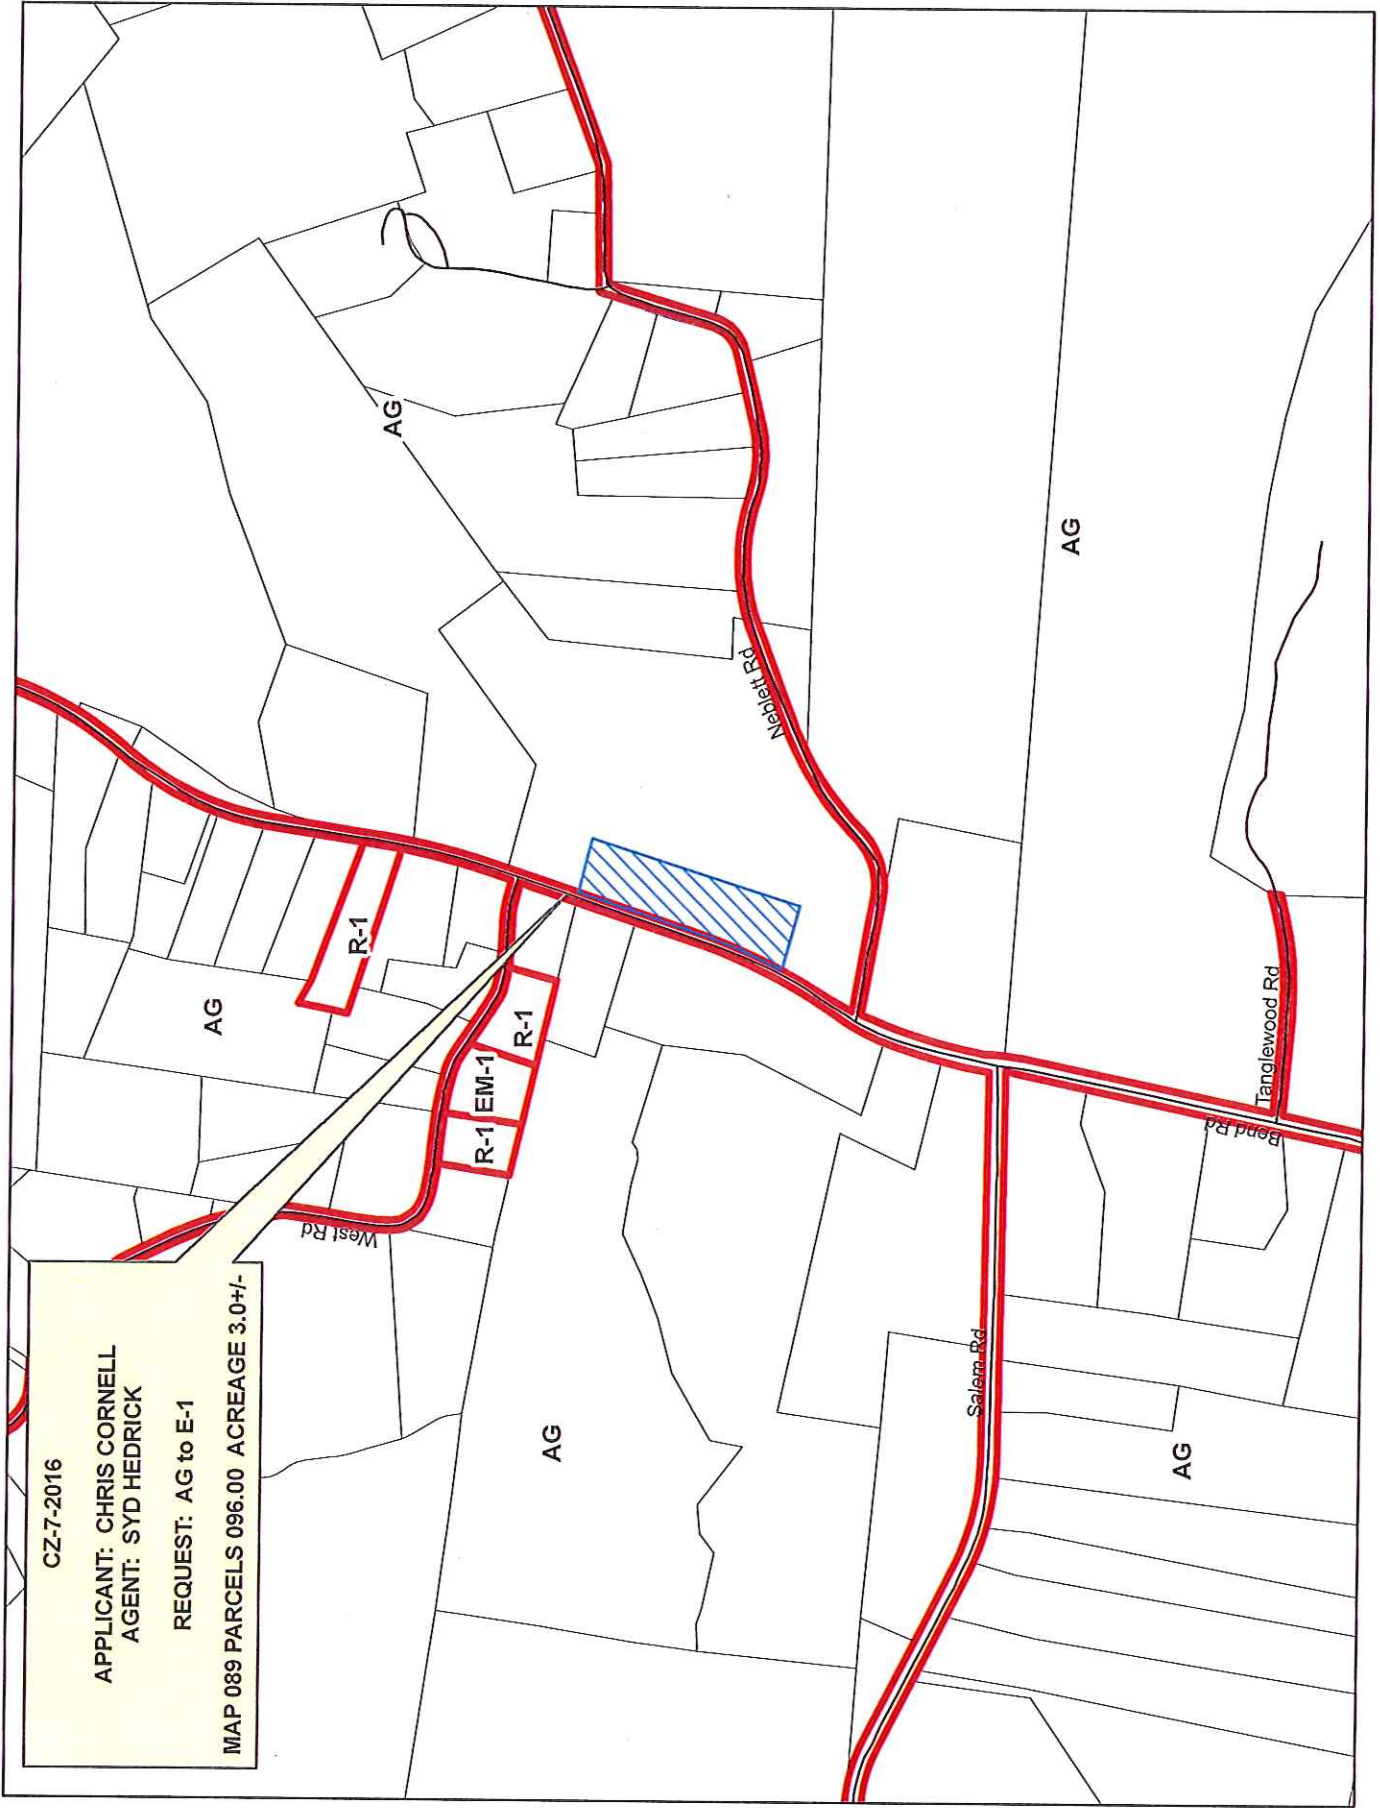 CZ-7-2016
APPLICANT: CHRIS CORNELL
AGENT: SYD HEDRICK
REQUEST: AG to E-1
MAP 089 PARCELS 096.00 ACREAGE 3.0+/-
West Rd
AG
R-1
R-1
EM-1
R-1
AG
AG
Neblett Rd
AG
Salem Rd
AG
Bend Rd
Tanglewood Rd